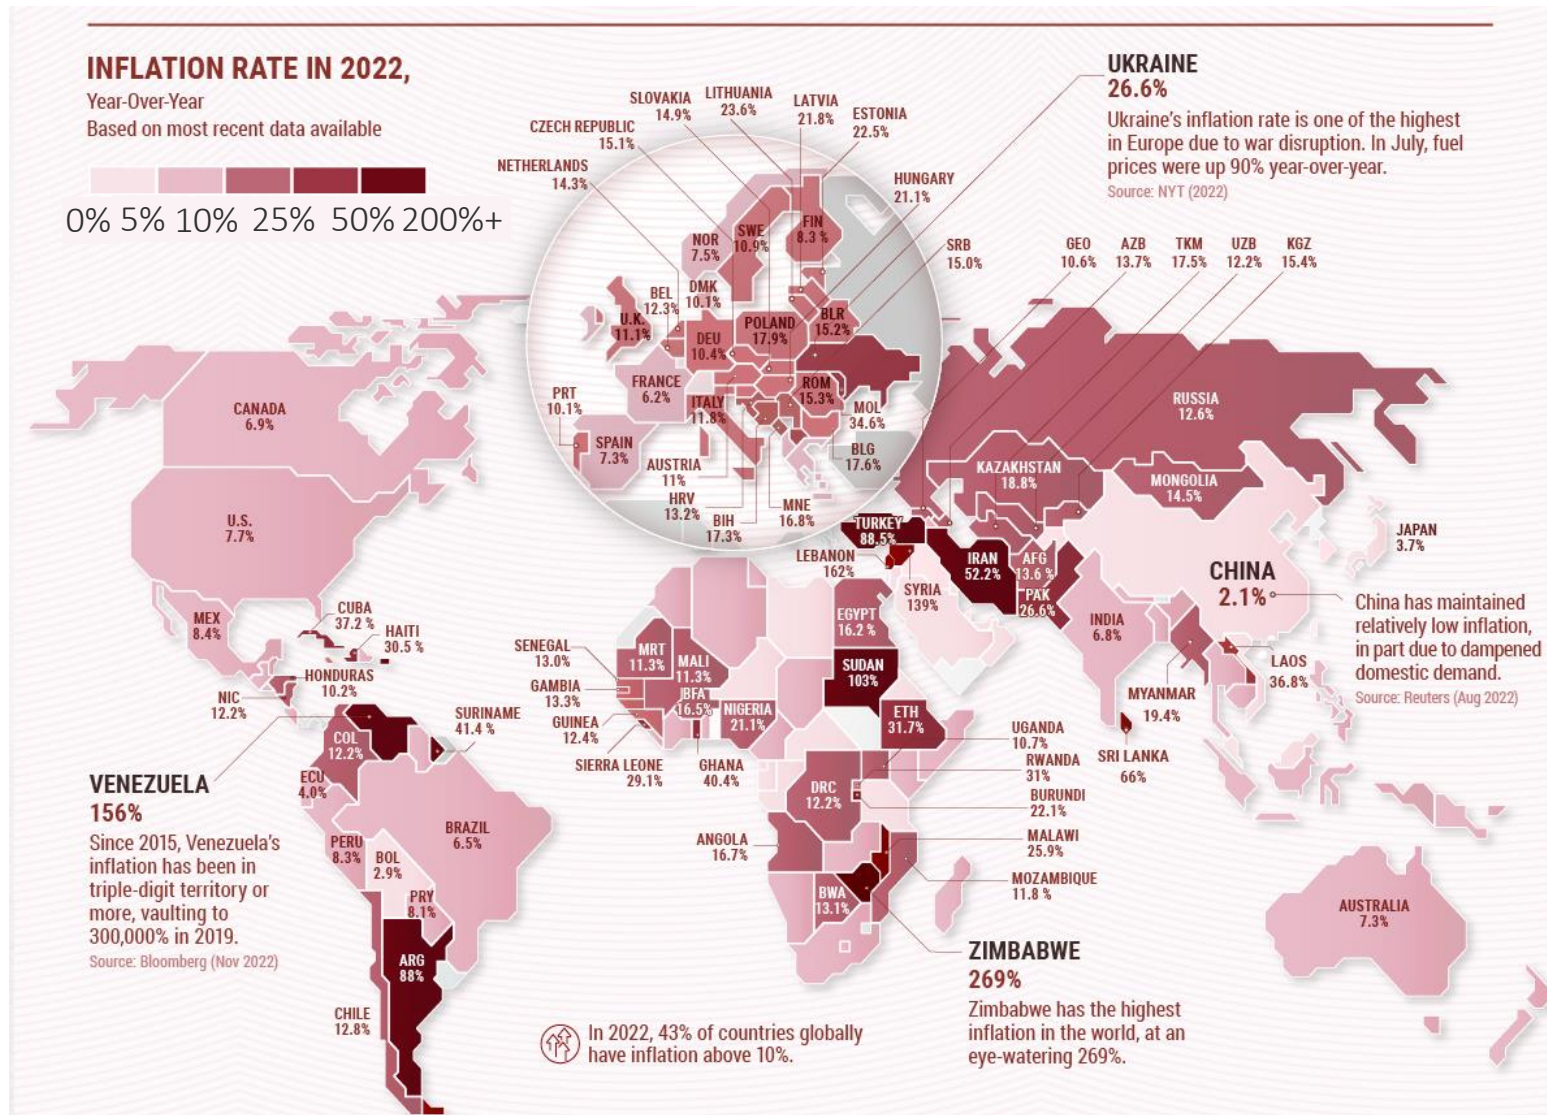 INFLATION RATE IN 2022,
Year-Over-Year
Based on most recent data available
0% 5% 10% 25% 50% 200%+
UKRAINE
26.6%
Ukraine's inflation rate is one of the highest
in Europe due to war disruption. In July, fuel
prices were up 90% year-over-year.
Source: NYT (2022)
SLOVAKIA
14.9%
LITHUANIA
23.6%
LATVIA
21.8%
ESTONIA
22.5%
CZECH REPUBLIC
15.1%
NETHERLANDS
14.3%
HUNGARY
21.1%
SRB
15.0%
GEO
10.6%
AZB
13.7%
TKM
17.5%
UZB
12.2%
KGZ
15.4%
NOR
7.5%
SWE
10.9%
FIN
8.3 %
BEL
12.3%
DMK
10.1%
U.K.
11.1%
DEU
10.4%
POLAND
17.9%
BLR
15.2%
FRANCE
6.2%
ITALY
11.8%
ROM
15.3%
PRT
10.1%
SPAIN
7.3%
MOL
34.6%
BLG
17.6%
AUSTRIA
11%
HRV
13.2%
BIH
17.3%
MNE
16.8%
CANADA
6.9%
U.S.
7.7%
RUSSIA
12.6%
KAZAKHSTAN
18.8%
MONGOLIA
14.5%
TURKEY
88.5%
LEBANON
162%
SYRIA
139%
IRAN
52.2%
AFG
13.6 %
PAK
26.6%
JAPAN
3.7%
CHINA
2.1%
China has maintained
relatively low inflation,
in part due to dampened
domestic demand.
Source: Reuters (Aug 2022)
INDIA
6.8%
LAOS
36.8%
MYANMAR
19.4%
SRI LANKA
66%
MEX
8.4%
CUBA
37.2 %
HAITI
30.5 %
HONDURAS
10.2%
NIC
12.2%
SURINAME
41.4 %
COL
12.2%
ECU
4.0%
VENEZUELA
156%
Since 2015, Venezuela's
inflation has been in
triple-digit territory or
more, vaulting to
300,000% in 2019.
Source: Bloomberg (Nov 2022)
BRAZIL
6.5%
PERU
8.3%
BOL
2.9%
PRY
8.1%
ARG
88%
CHILE
12.8%
EGYPT
16.2 %
SENEGAL
13.0%
MRT
11.3%
MALI
11.3%
SUDAN
103%
GAMBIA
13.3%
BFA
16.5%
NIGERIA
21.1%
ETH
31.7%
GUINEA
12.4%
SIERRA LEONE
29.1%
GHANA
40.4%
UGANDA
10.7%
RWANDA
31%
BURUNDI
22.1%
DRC
12.2%
ANGOLA
16.7%
MALAWI
25.9%
MOZAMBIQUE
11.8 %
BWA
13.1%
ZIMBABWE
269%
Zimbabwe has the highest
inflation in the world, at an
eye-watering 269%.
AUSTRALIA
7.3%
In 2022, 43% of countries globally
have inflation above 10%.